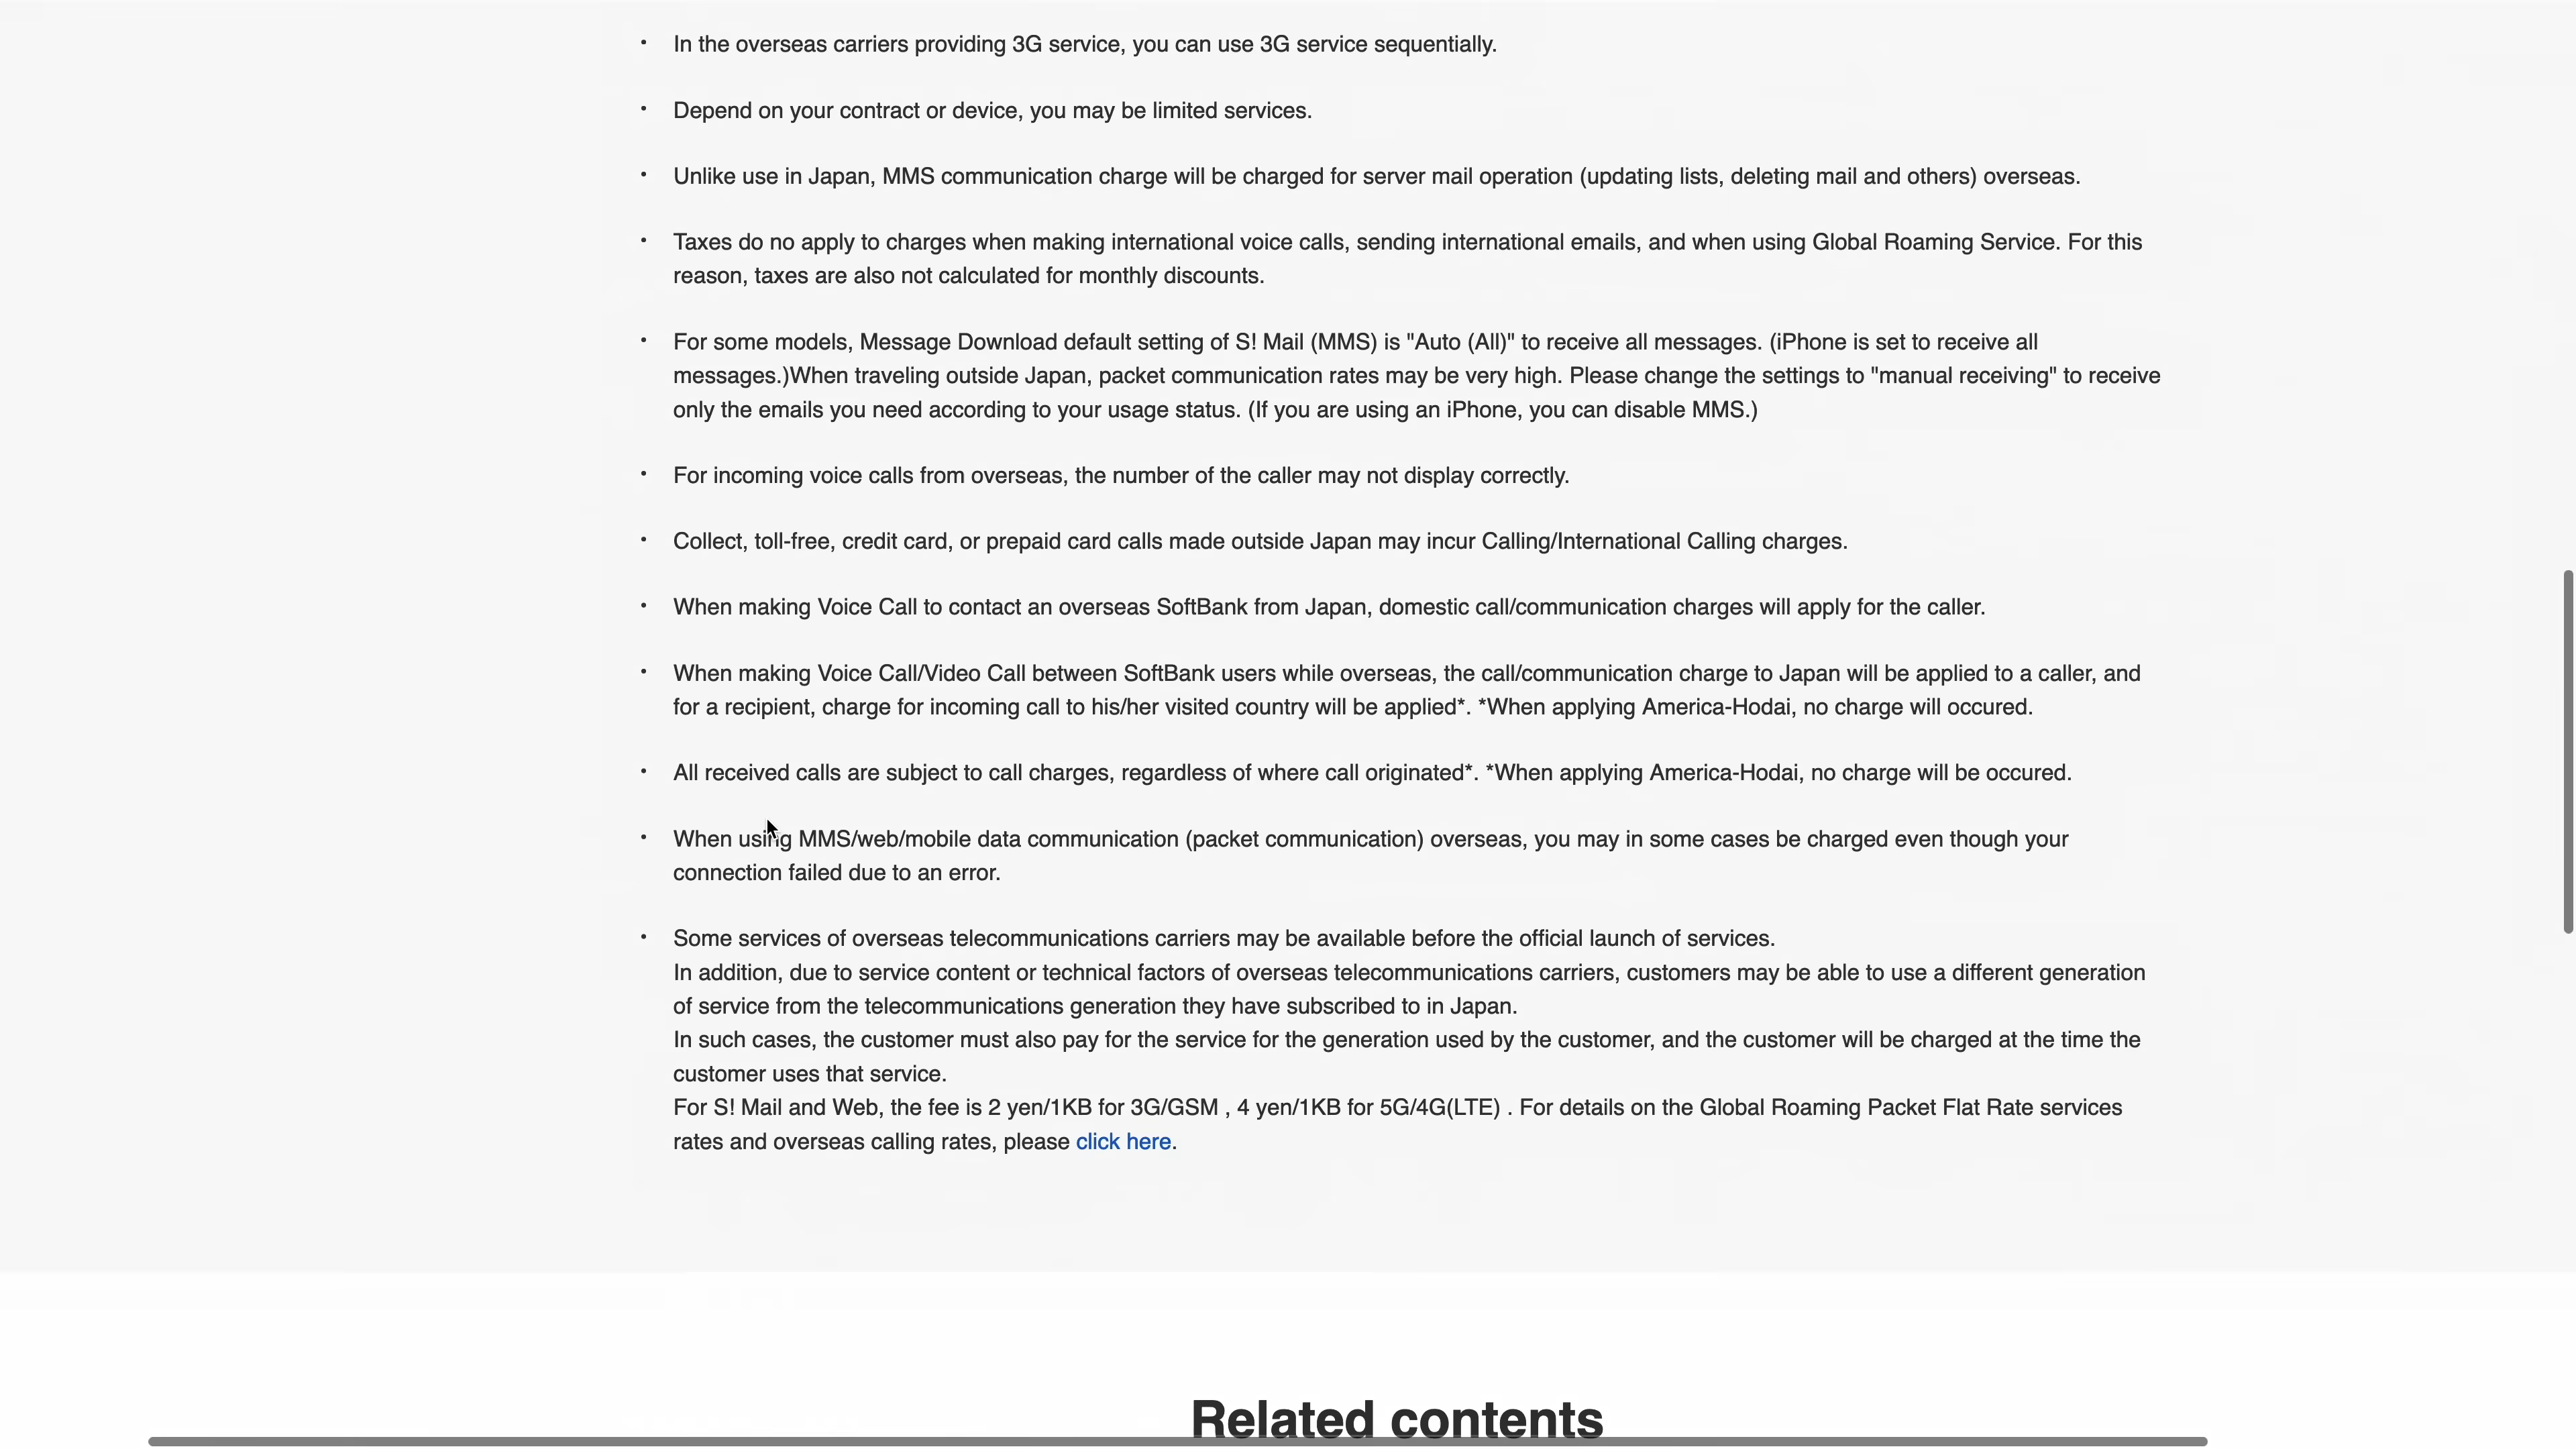 • In the overseas carriers providing 3G service, you can use 3G service sequentially.
• Depend on your contract or device, you may be limited services.
• Unlike use in Japan, MMS communication charge will be charged for server mail operation (updating lists, deleting mail and others) overseas.
• Taxes do no apply to charges when making international voice calls, sending international emails, and when using Global Roaming Service. For this
reason, taxes are also not calculated for monthly discounts.
• For some models, Message Download default setting of S! Mail (MMS) is "Auto (All)" to receive all messages. (iPhone is set to receive all
messages.)When traveling outside Japan, packet communication rates may be very high. Please change the settings to "manual receiving" to receive
only the emails you need according to your usage status. (If you are using an iPhone, you can disable MMS.)
• For incoming voice calls from overseas, the number of the caller may not display correctly.
• Collect, toll-free, credit card, or prepaid card calls made outside Japan may incur Calling/International Calling charges.
• When making Voice Call to contact an overseas SoftBank from Japan, domestic call/communication charges will apply for the caller.
• When making Voice Call/Video Call between SoftBank users while overseas, the call/communication charge to Japan will be applied to a caller, and
for a recipient, charge for incoming call to his/her visited country will be applied*. *When applying America-Hodai, no charge will occured.
• All received calls are subject to call charges, regardless of where call originated*. *When applying America-Hodai, no charge will be occured.
• When using MMS/web/mobile data communication (packet communication) overseas, you may in some cases be charged even though your
connection failed due to an error.
• Some services of overseas telecommunications carriers may be available before the official launch of services.
In addition, due to service content or technical factors of overseas telecommunications carriers, customers may be able to use a different generation
of service from the telecommunications generation they have subscribed to in Japan.
In such cases, the customer must also pay for the service for the generation used by the customer, and the customer will be charged at the time the
customer uses that service.
For S! Mail and Web, the fee is 2 yen/1KB for 3G/GSM , 4 yen/1KB for 5G/4G(LTE) . For details on the Global Roaming Packet Flat Rate services
rates and overseas calling rates, please click here.
Related contents